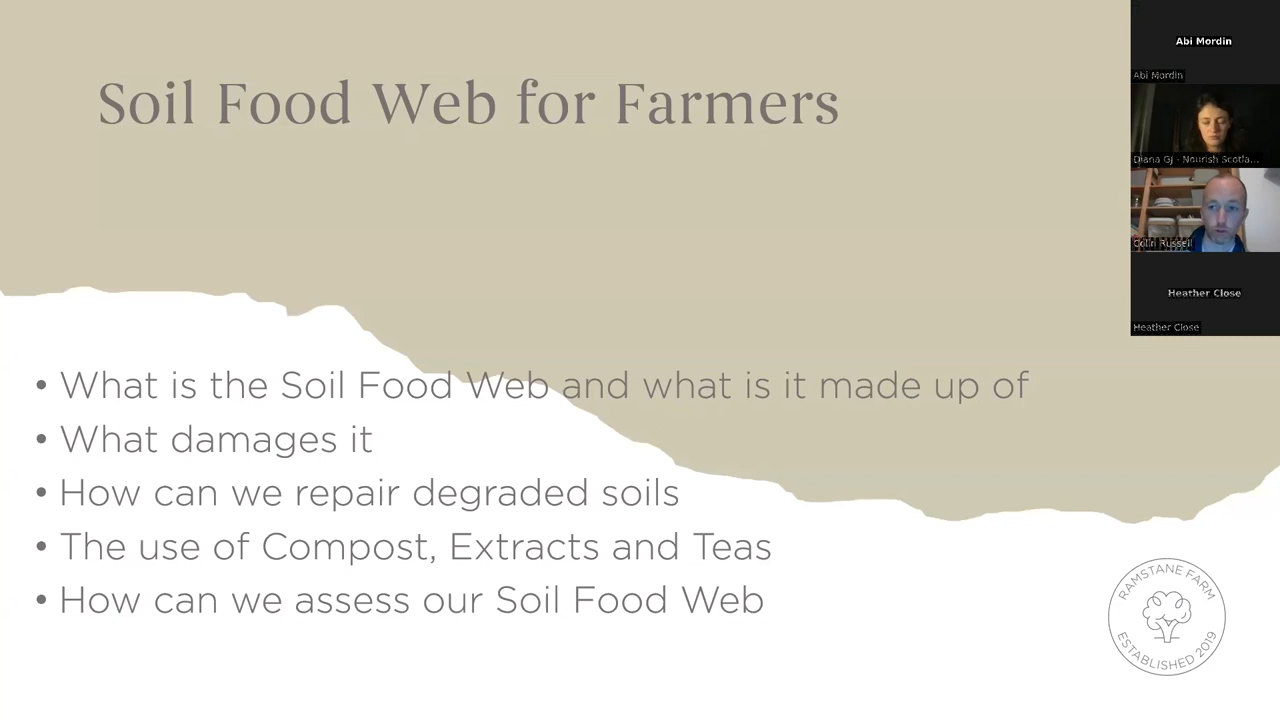 Soil Food Web for Farmers
Abi Mordin
Abi Mordin
Diana GJ - Nourish Scotla...
Colin Russell
Heather Close
Heather Close
• What is the Soil Food Web and what is it made up of
• What damages it
• How can we repair degraded soils
• The use of Compost, Extracts and Teas
• How can we assess our Soil Food Web
RAMSTANE FARM
ESTABLISHED 2019